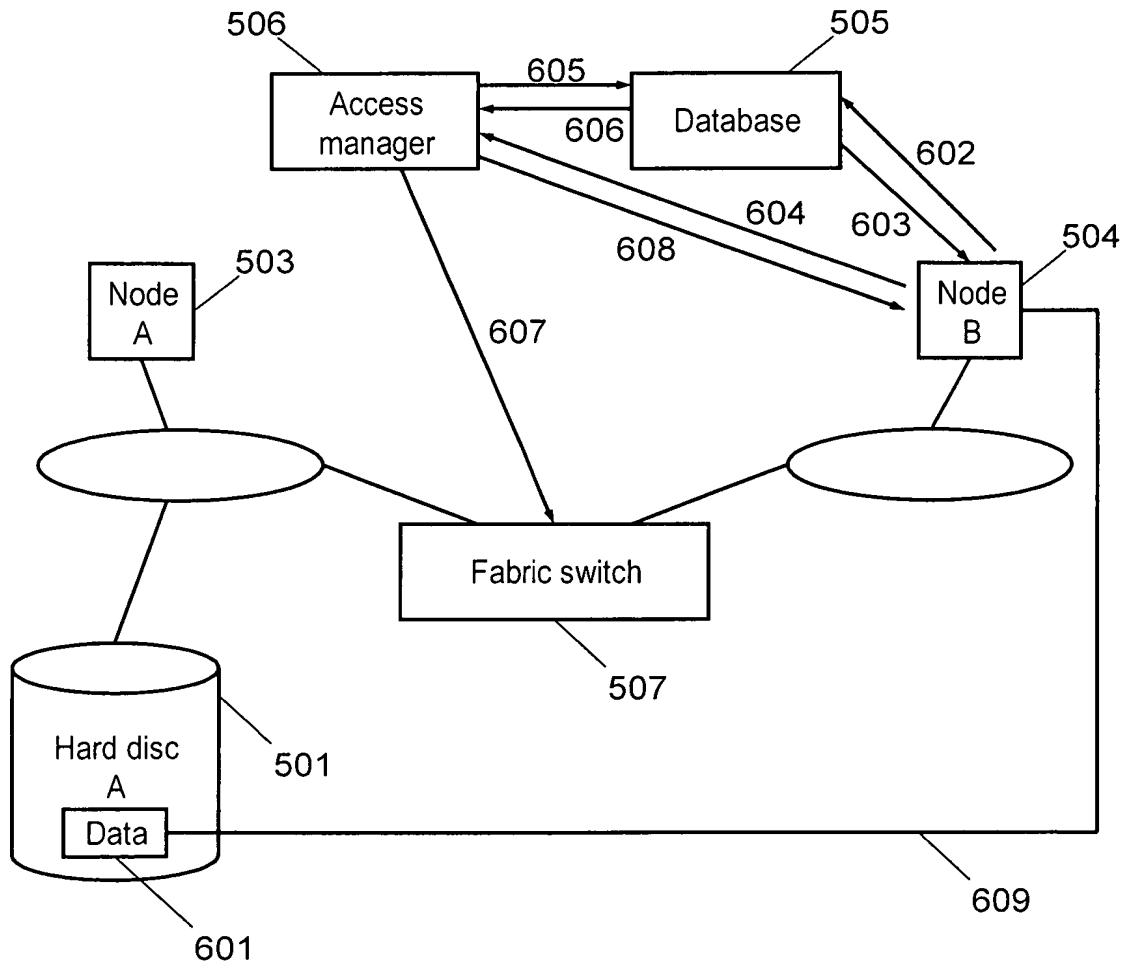 506
505
605
Access
manager
606
Database
602
604
603
608
504
503
Node
A
Node
B
607
Fabric switch
507
Hard disc
A
501
Data
609
601